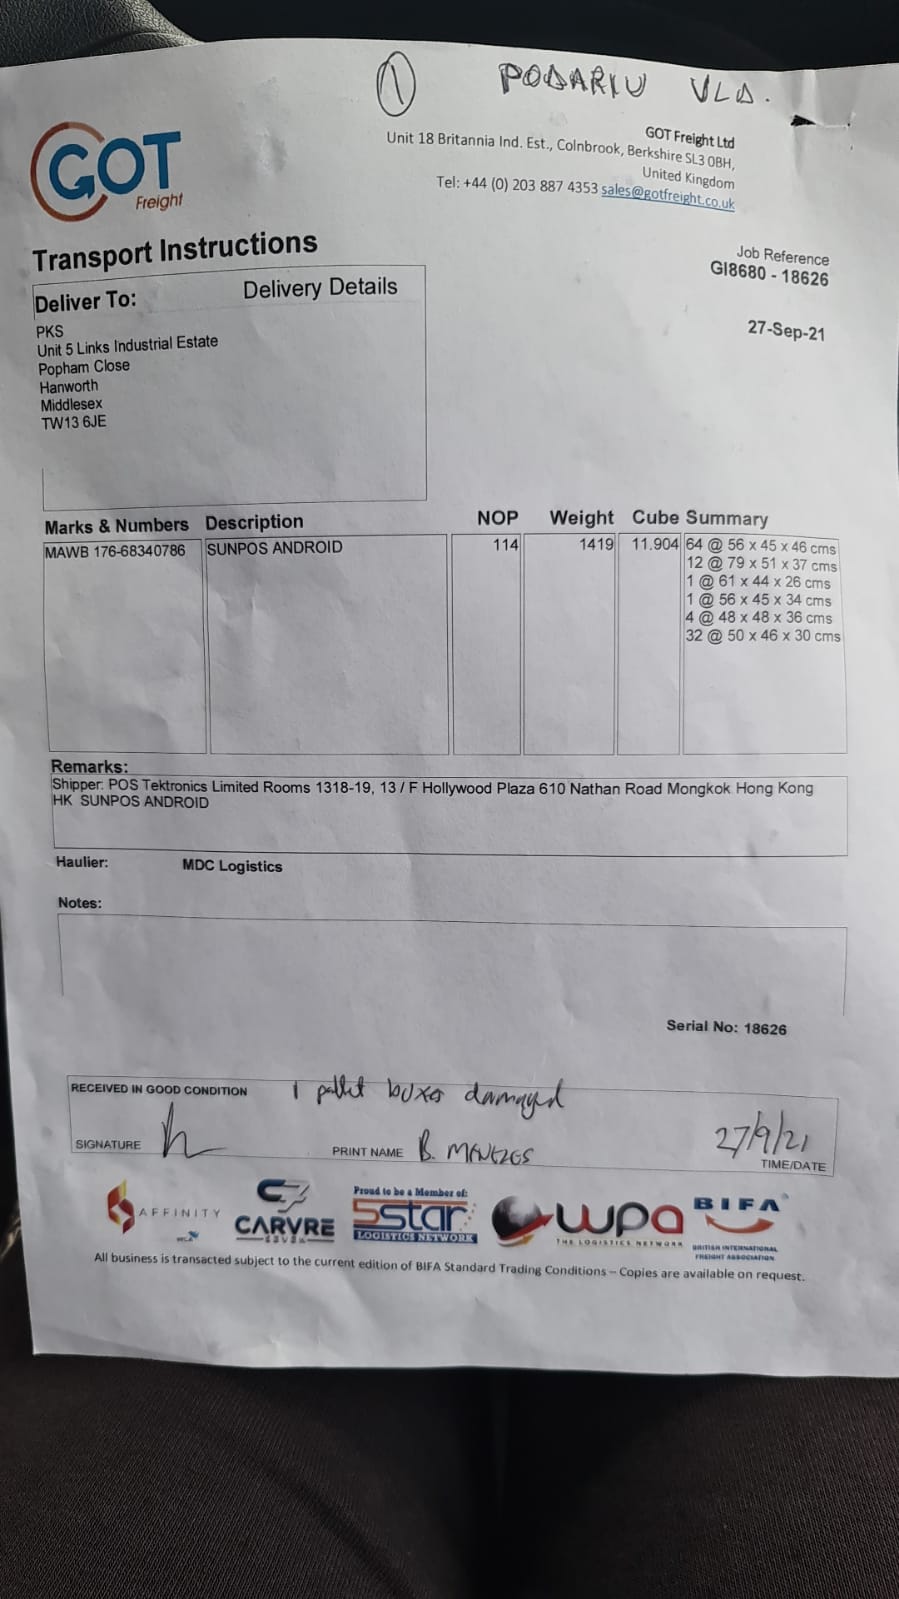 1 PODARIU VLD.
GOT Freight
GOT Freight Ltd
Unit 18 Britannia Ind. Est., Colnbrook, Berkshire SL3 0BH,
United Kingdom
Tel: +44 (0) 203 887 4353 sales@gotfreight.co.uk
Transport Instructions
Job Reference
GI8680 - 18626
27-Sep-21
Deliver To: Delivery Details
PKS
Unit 5 Links Industrial Estate
Popham Close
Hanworth
Middlesex
TW13 6JE
Marks & Numbers Description NOP Weight Cube Summary
MAWB 176-68340786 SUNPOS ANDROID 114 1419 11.904 64 @ 56 x 45 x 46 cms
12 @ 79 x 51 x 37 cms
1 @ 61 x 44 x 26 cms
1 @ 56 x 45 x 34 cms
4 @ 48 x 48 x 36 cms
32 @ 50 x 46 x 30 cms
Remarks:
Shipper: POS Tektronics Limited Rooms 1318-19, 13 / F Hollywood Plaza 610 Nathan Road Mongkok Hong Kong
HK SUNPOS ANDROID
Haulier: MDC Logistics
Notes:
Serial No: 18626
RECEIVED IN GOOD CONDITION 1 pallet boxes damaged
SIGNATURE PRINT NAME B. MENEZES 27/9/21
TIME/DATE
AFFINITY
CARVRE
Proud to be a Member of:
5star
LOGISTICS NETWORK
wpa
THE LOGISTICS NETWORK
BIFA
BRITISH INTERNATIONAL
FREIGHT ASSOCIATION
All business is transacted subject to the current edition of BIFA Standard Trading Conditions – Copies are available on request.